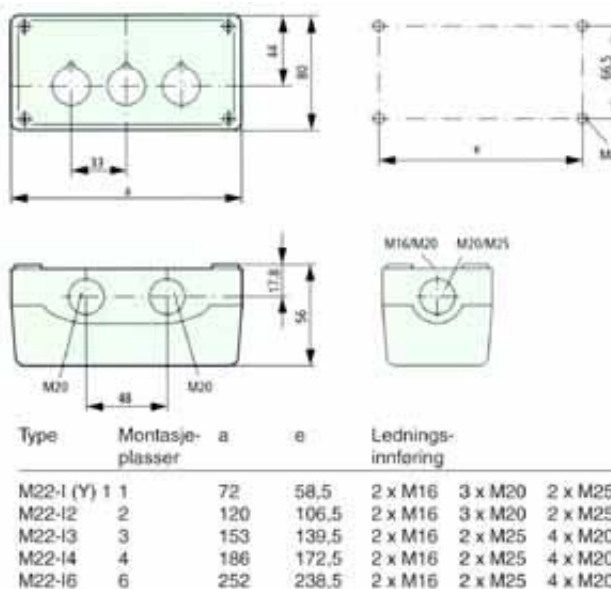 44
80
33
a
66,5
e
M
M16/M20 M20/M25
17,8
56
M20 M20
48
Type Montasje- a e Lednings-
plasser innføring
M22-I (Y) 1 1 72 58,5 2 x M16 3 x M20 2 x M25
M22-I2 2 120 106,5 2 x M16 3 x M20 2 x M25
M22-I3 3 153 139,5 2 x M16 2 x M25 4 x M20
M22-I4 4 186 172,5 2 x M16 2 x M25 4 x M20
M22-I6 6 252 238,5 2 x M16 2 x M25 4 x M20